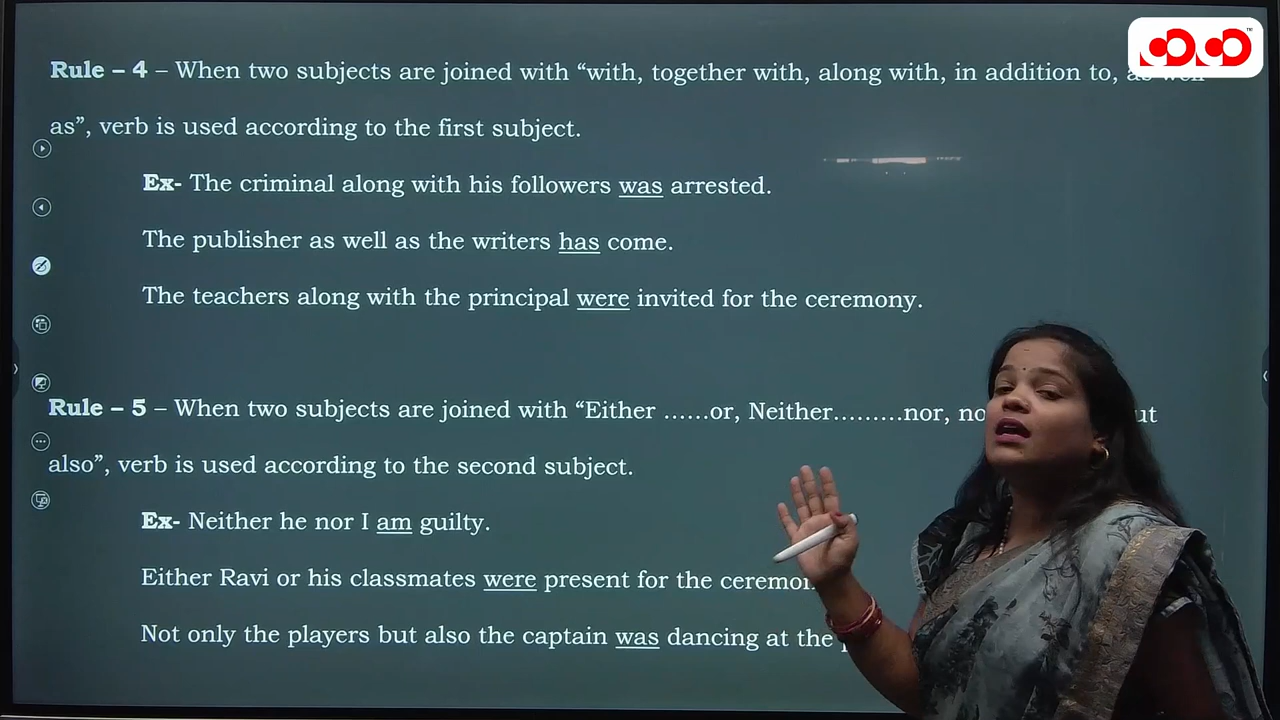 Rule – 4 – When two subjects are joined with “with, together with, along with, in addition to, as well
as”, verb is used according to the first subject.
Ex- The criminal along with his followers was arrested.
The publisher as well as the writers has come.
The teachers along with the principal were invited for the ceremony.
Rule – 5 – When two subjects are joined with “Either ……or, Neither………nor,
also”, verb is used according to the second subject.
Ex- Neither he nor I am guilty.
Either Ravi or his classmates were present for the
Not only the players but also the captain was dancing at the